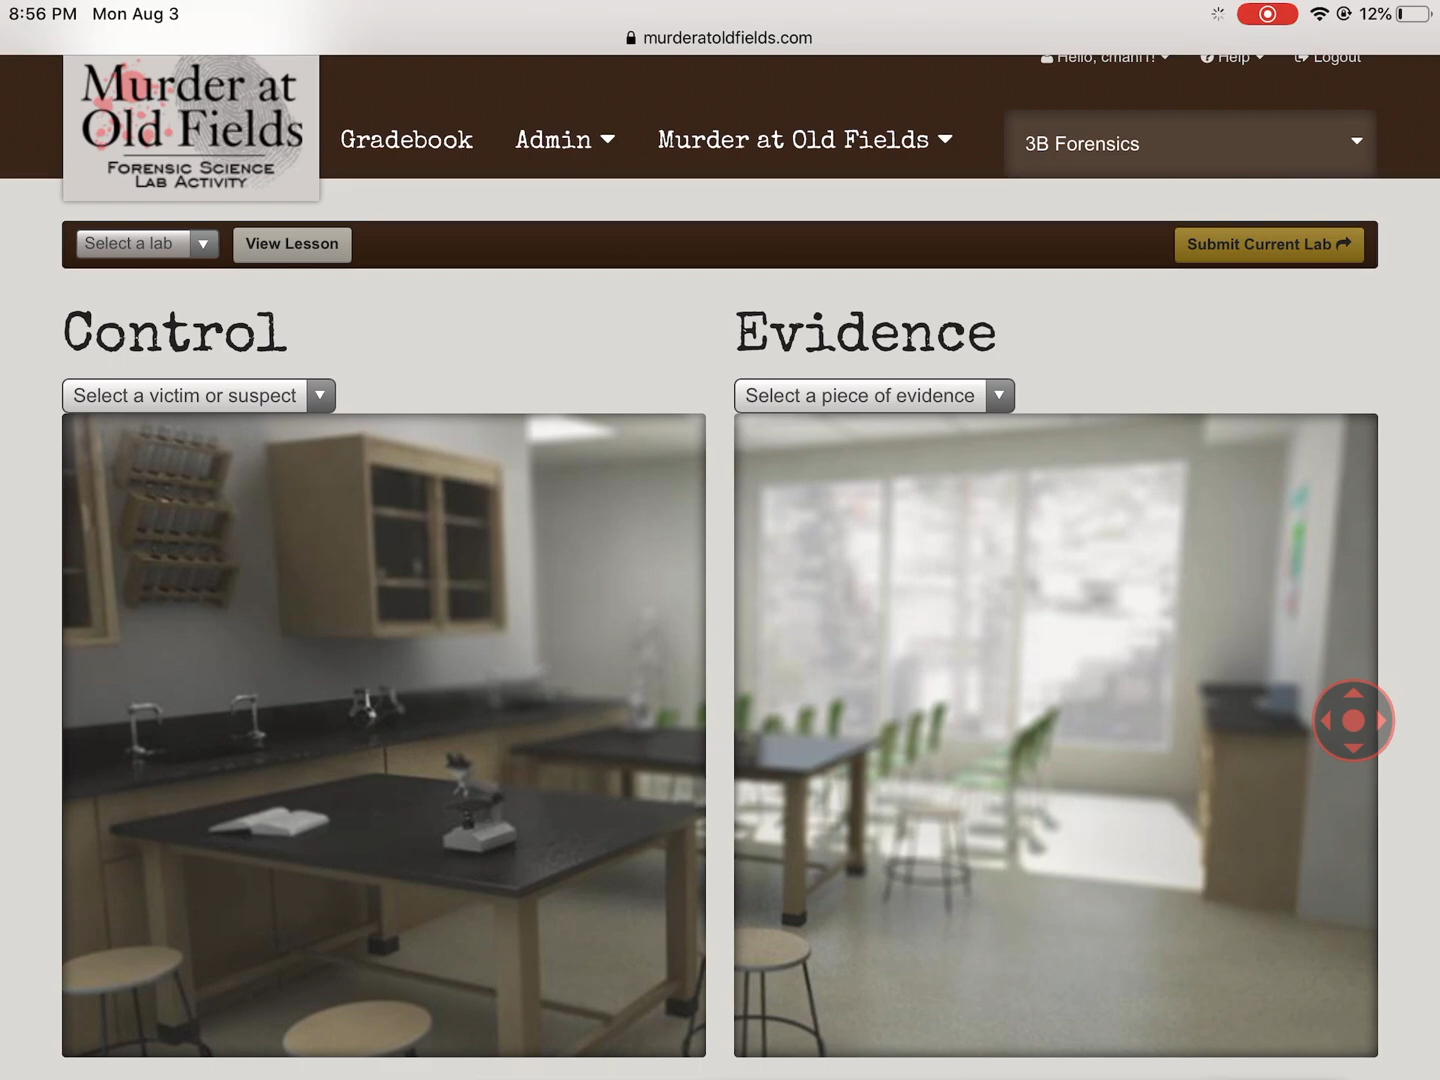 8:56 PM Mon Aug 3 12%
murderatoldfields.com
Hello, cmahr1! Help Logout
Murder at
Old Fields
Forensic Science
Lab Activity
Gradebook Admin Murder at Old Fields 3B Forensics
Select a lab View Lesson Submit Current Lab
Control Evidence
Select a victim or suspect Select a piece of evidence